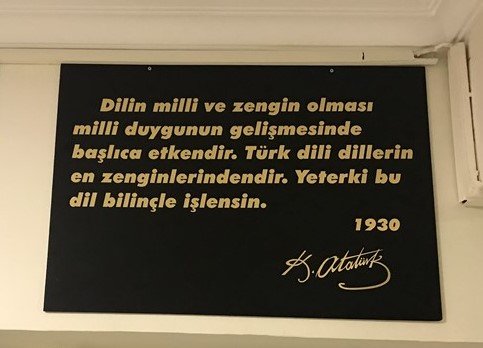 Dilin milli ve zengin olması
milli duygunun gelişmesinde
başlıca etkendir. Türk dili dillerin
en zenginlerindendir. Yeterki bu
dil bilinçle işlensin.
1930
K. Atatürk